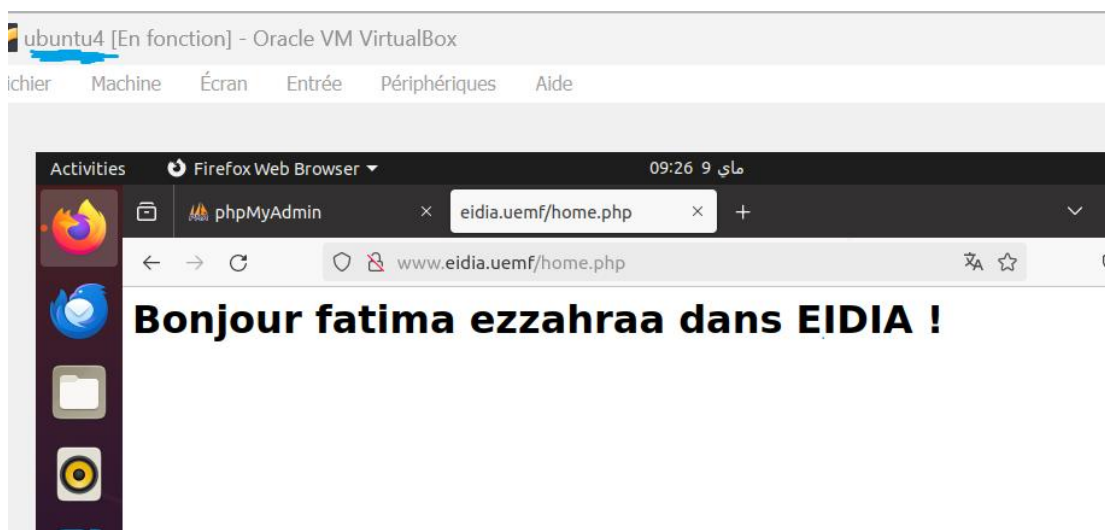 ubuntu4 [En fonction] - Oracle VM VirtualBox
ichier Machine Écran Entrée Périphériques Aide
Activities Firefox Web Browser 09:26 9 ماي
phpMyAdmin eidia.uemf/home.php
www.eidia.uemf/home.php
Bonjour fatima ezzahraa dans EIDIA !